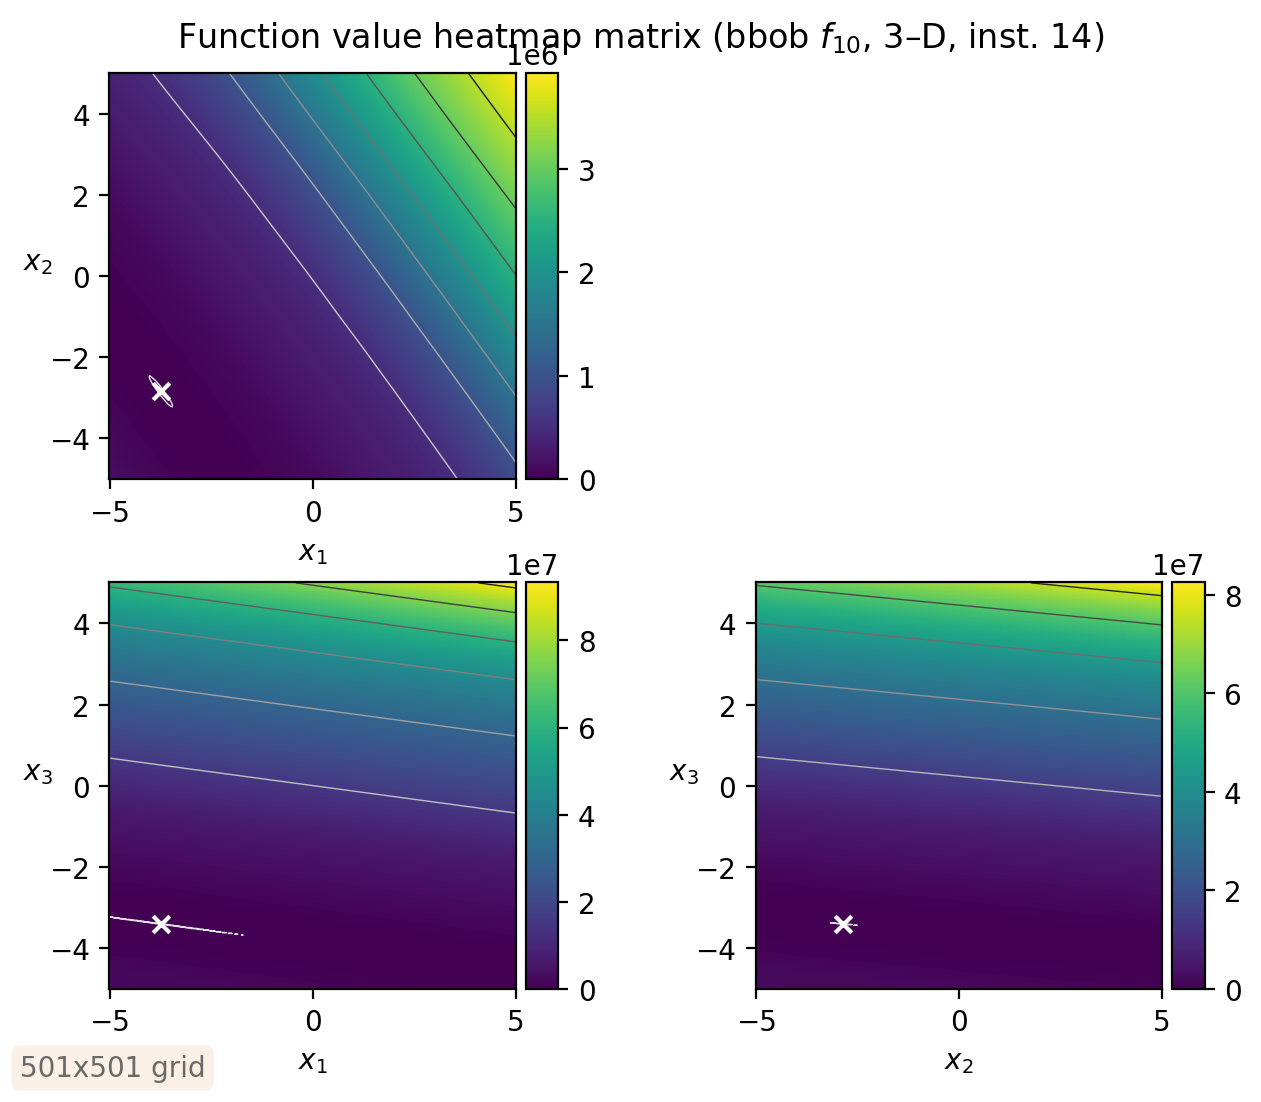 Function value heatmap matrix (bbob f₁₀, 3–D, inst. 14)
1e6
4
2
0
−2
−4
x₂
−5 0 5
x₁
3
2
1
0
1e7
4
2
0
−2
−4
x₃
−5 0 5
x₁
8
6
4
2
0
1e7
4
2
0
−2
−4
x₃
−5 0 5
x₂
8
6
4
2
0
501x501 grid